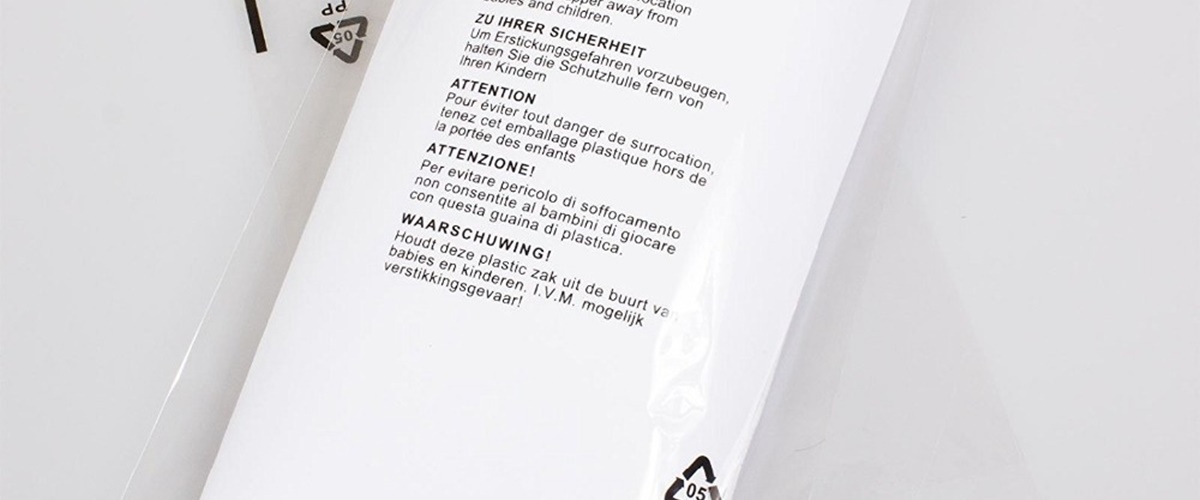 away from
babies and children.
ZU IHRER SICHERHEIT
Um Erstickungsgefahren vorzubeugen,
halten Sie die Schutzhulle fern von
Ihren Kindern
ATTENTION
Pour éviter tout danger de surrocation,
tenez cet emballage plastique hors de
la portée des enfants
ATTENZIONE!
Per evitare pericolo di soffocamento
non consentite al bambini di giocare
con questa guaina di plastica.
WAARSCHUWING!
Houdt deze plastic zak uit de buurt va
babies en kinderen. I.V.M. mogelijk
verstikkingsgevaar!
PP
05
05